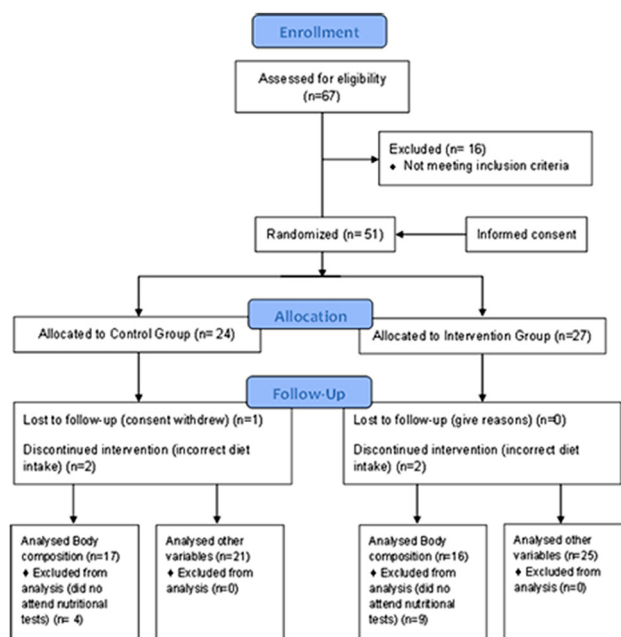 Enrollment
Assessed for eligibility
(n=67)
Excluded (n= 16)
♦ Not meeting inclusion criteria
Randomized (n= 51)
Informed consent
Allocation
Allocated to Control Group (n= 24)
Allocated to Intervention Group (n=27)
Follow-Up
Lost to follow-up (consent withdrew) (n=1)
Discontinued intervention (incorrect diet
intake) (n=2)
Lost to follow-up (give reasons) (n=0)
Discontinued intervention (incorrect diet
intake) (n=2)
Analysed Body
composition (n=17)
♦ Excluded from
analysis (did no
attend nutritional
tests) (n= 4)
Analysed other
variables (n=21)
♦ Excluded from
analysis (n=0)
Analysed Body
composition (n=16)
♦ Excluded from
analysis (did no
attend nutritional
tests) (n=9)
Analysed other
variables (n=25)
♦ Excluded from
analysis (n=0)